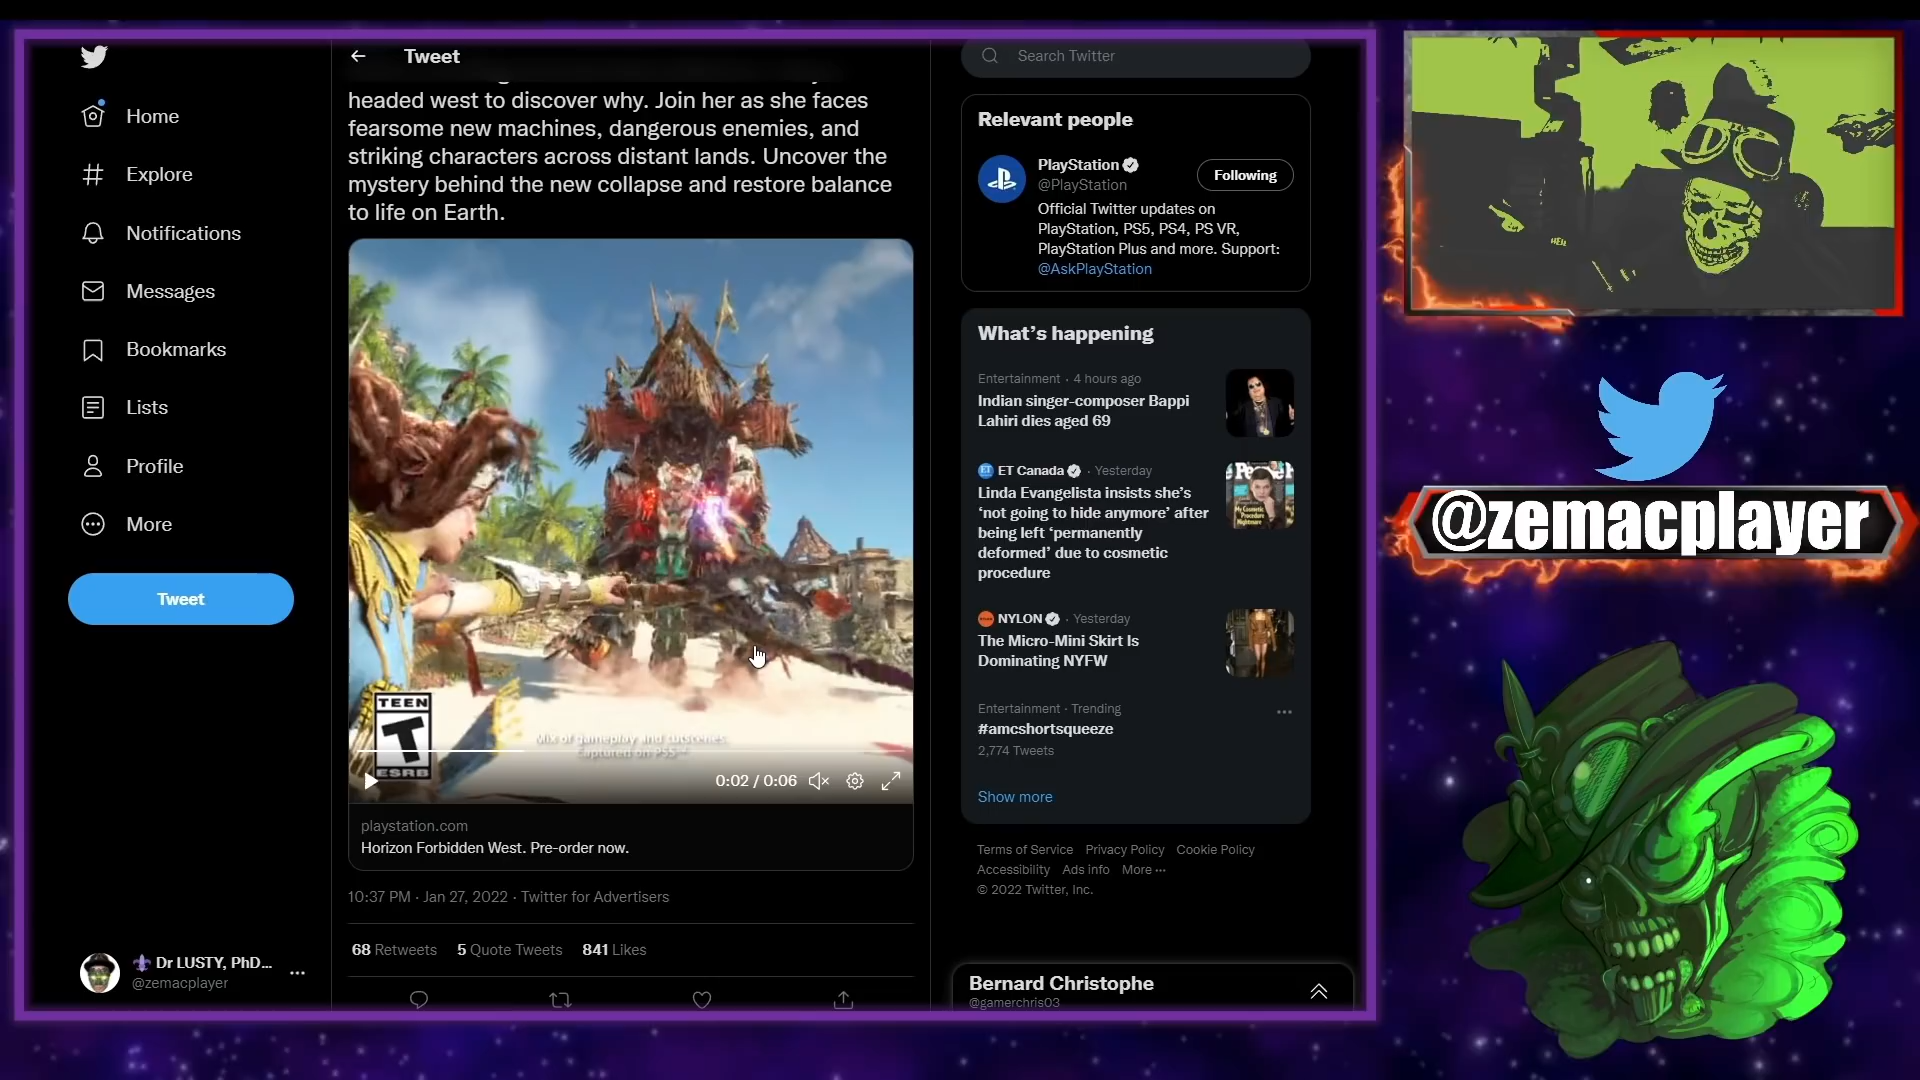 Home
Explore
Notifications
Messages
Bookmarks
Lists
Profile
More
Tweet
Dr LUSTY, PhD...
@zemacplayer
Tweet
headed west to discover why. Join her as she faces
fearsome new machines, dangerous enemies, and
striking characters across distant lands. Uncover the
mystery behind the new collapse and restore balance
to life on Earth.
TEEN
T
ESRB
Mix of gameplay and cutscenes.
Captured on PS5™
0:02 / 0:06
playstation.com
Horizon Forbidden West. Pre-order now.
10:37 PM · Jan 27, 2022 · Twitter for Advertisers
68 Retweets 5 Quote Tweets 841 Likes
Search Twitter
Relevant people
PlayStation
@PlayStation
Following
Official Twitter updates on
PlayStation, PS5, PS4, PS VR,
PlayStation Plus and more. Support:
@AskPlayStation
What's happening
Entertainment · 4 hours ago
Indian singer-composer Bappi
Lahiri dies aged 69
ET Canada · Yesterday
Linda Evangelista insists she's
'not going to hide anymore' after
being left 'permanently
deformed' due to cosmetic
procedure
NYLON · Yesterday
The Micro-Mini Skirt Is
Dominating NYFW
Entertainment · Trending
#amcshortsqueeze
2,774 Tweets
Show more
Terms of Service Privacy Policy Cookie Policy
Accessibility Ads info More ···
© 2022 Twitter, Inc.
Bernard Christophe
@gamerchris03
@zemacplayer